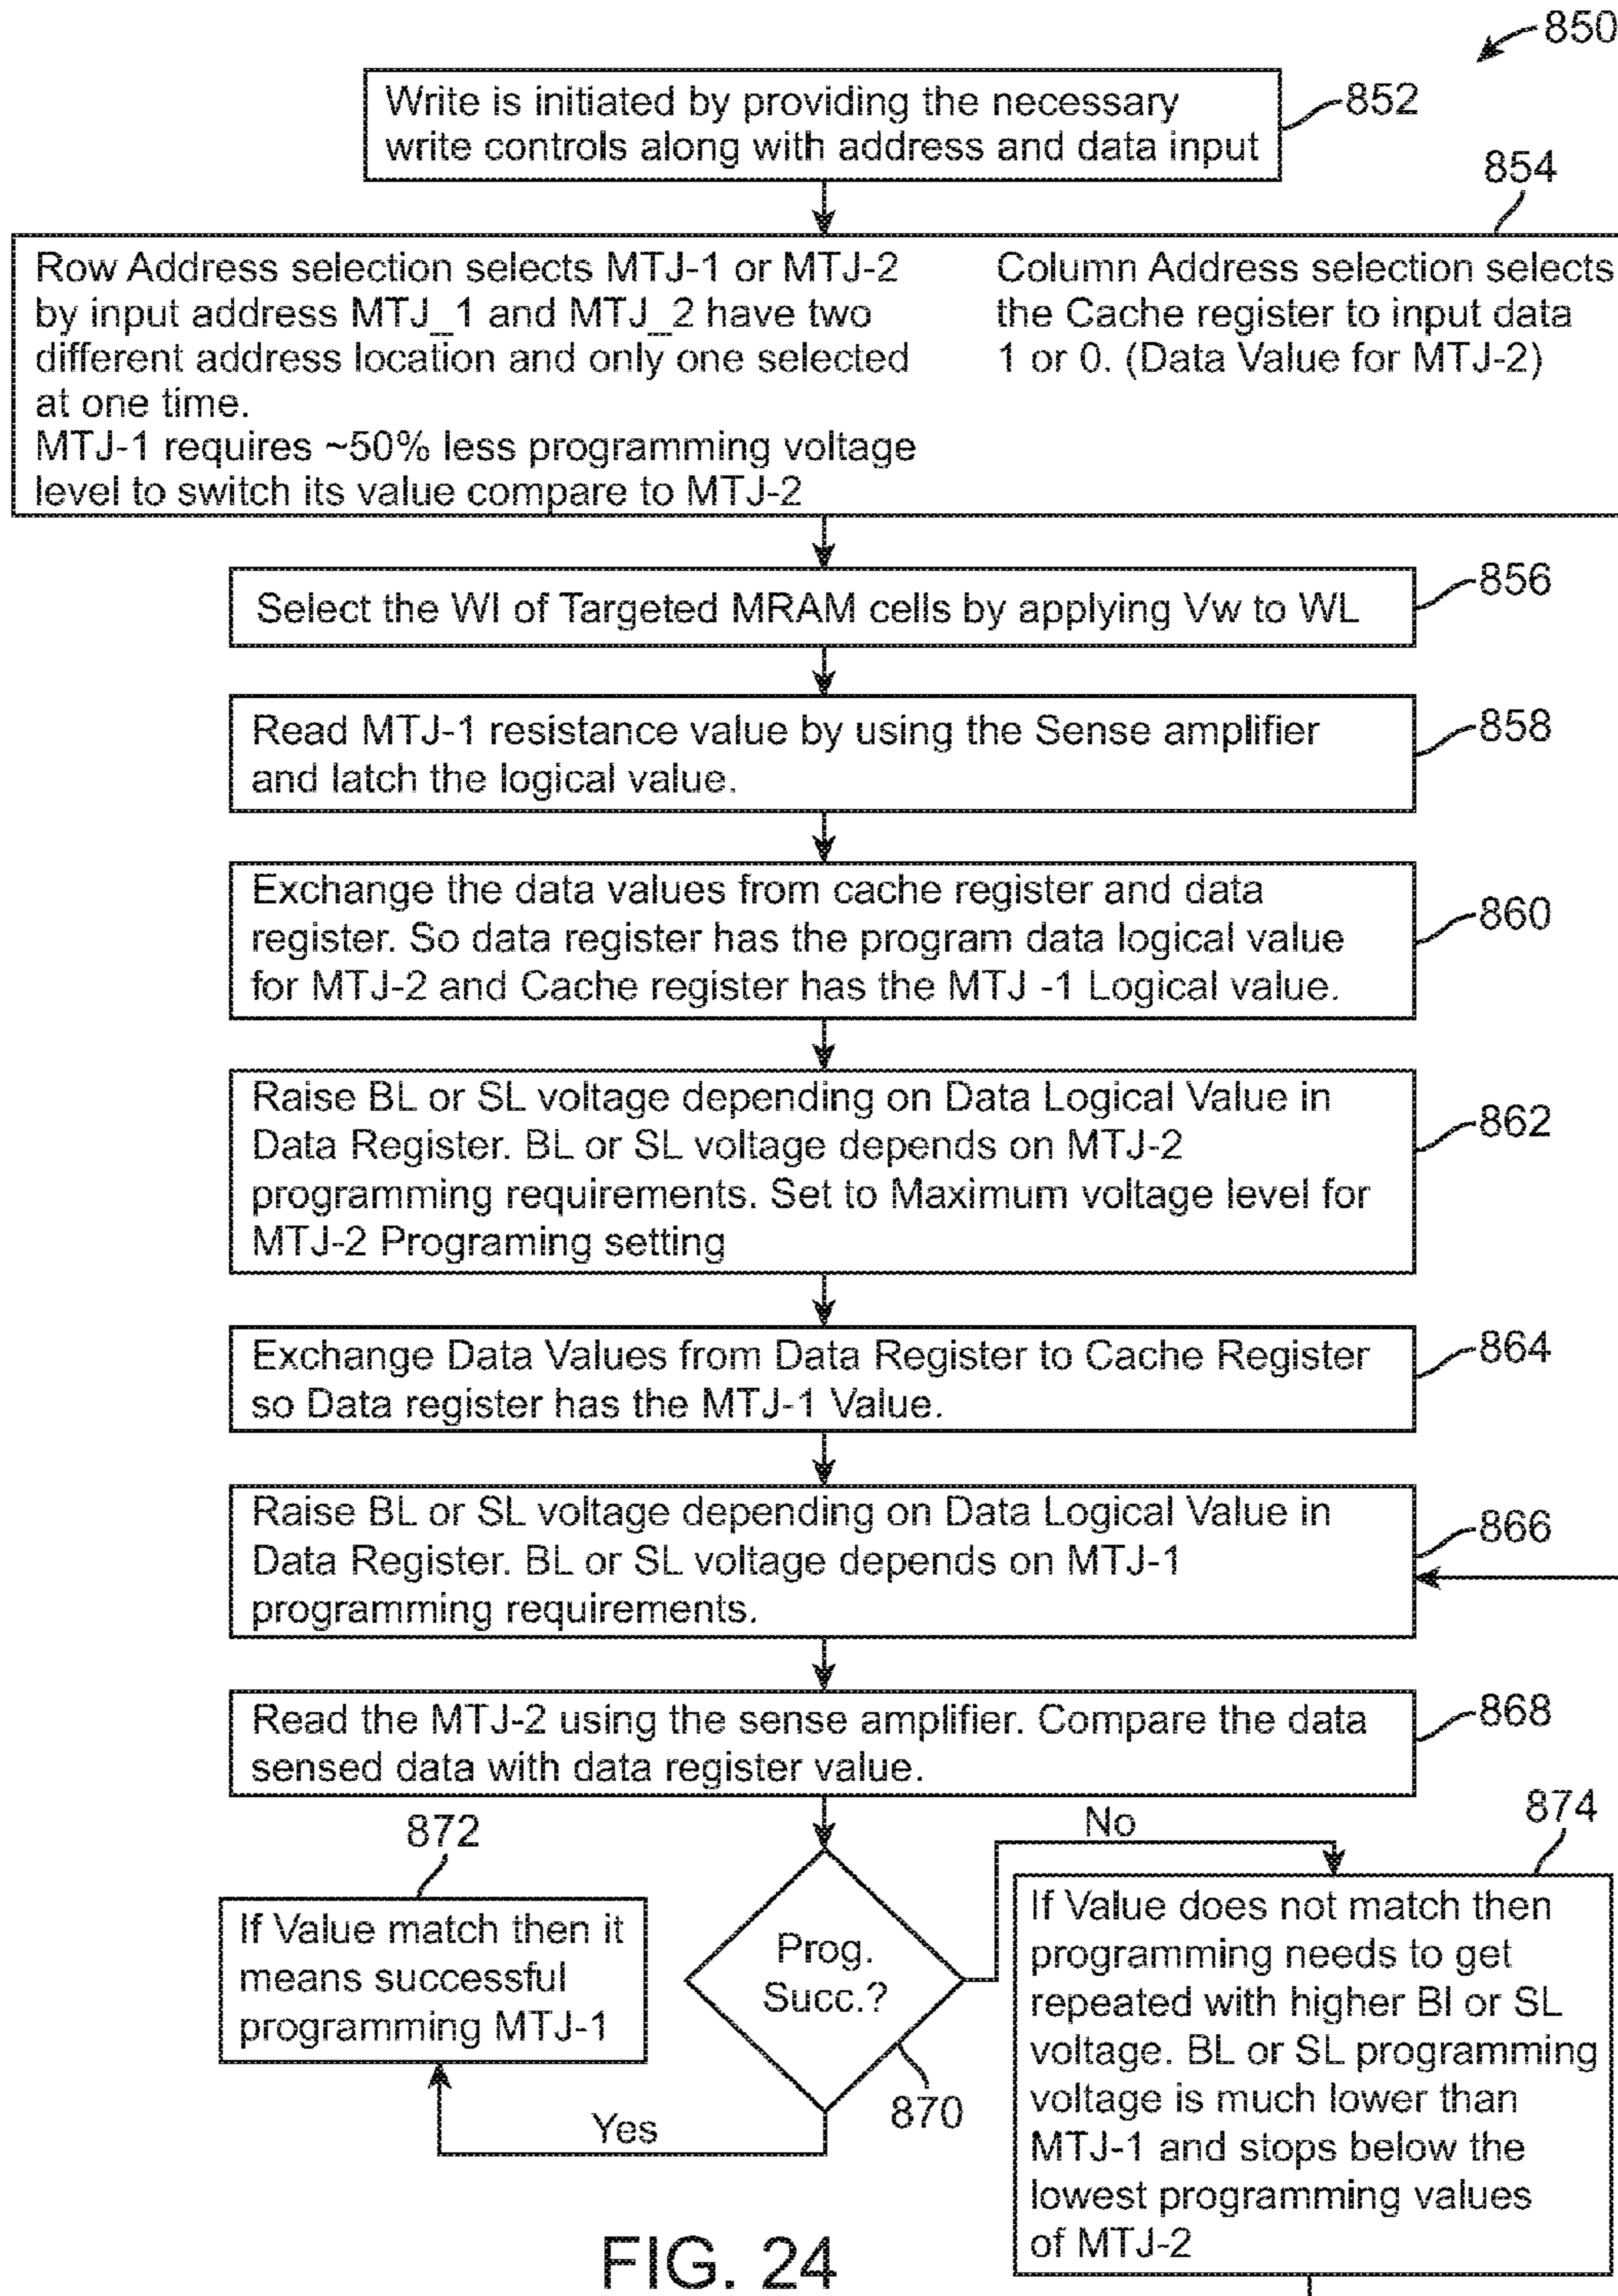 850
Write is initiated by providing the necessary
write controls along with address and data input
852
854
Row Address selection selects MTJ-1 or MTJ-2
by input address MTJ_1 and MTJ_2 have two
different address location and only one selected
at one time.
MTJ-1 requires ~50% less programming voltage
level to switch its value compare to MTJ-2
Column Address selection selects
the Cache register to input data
1 or 0. (Data Value for MTJ-2)
Select the Wl of Targeted MRAM cells by applying Vw to WL
856
Read MTJ-1 resistance value by using the Sense amplifier
and latch the logical value.
858
Exchange the data values from cache register and data
register. So data register has the program data logical value
for MTJ-2 and Cache register has the MTJ -1 Logical value.
860
Raise BL or SL voltage depending on Data Logical Value in
Data Register. BL or SL voltage depends on MTJ-2
programming requirements. Set to Maximum voltage level for
MTJ-2 Programing setting
862
Exchange Data Values from Data Register to Cache Register
so Data register has the MTJ-1 Value.
864
Raise BL or SL voltage depending on Data Logical Value in
Data Register. BL or SL voltage depends on MTJ-1
programming requirements.
866
Read the MTJ-2 using the sense amplifier. Compare the data
sensed data with data register value.
868
872
If Value match then it
means successful
programming MTJ-1
Prog.
Succ.?
870
Yes
No
874
If Value does not match then
programming needs to get
repeated with higher Bl or SL
voltage. BL or SL programming
voltage is much lower than
MTJ-1 and stops below the
lowest programming values
of MTJ-2
FIG. 24